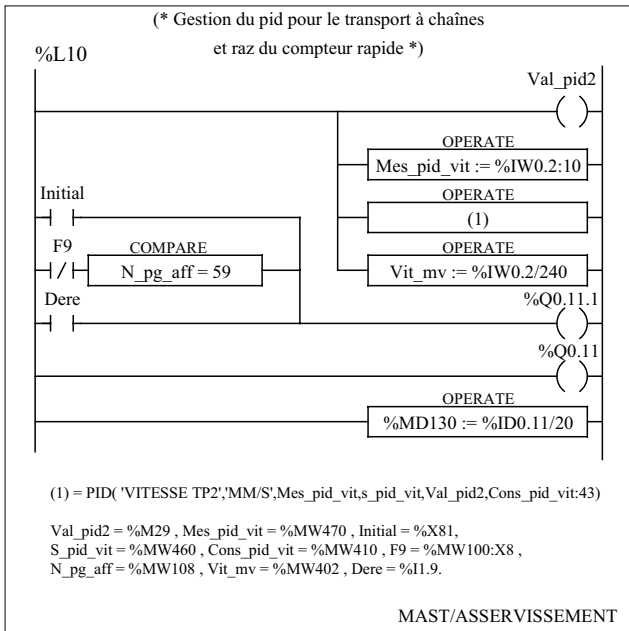 (* Gestion du pid pour le transport à chaînes
et raz du compteur rapide *)
%L10
Val_pid2
OPERATE
Mes_pid_vit := %IW0.2:10
OPERATE
(1)
Initial
F9
COMPARE
N_pg_aff = 59
OPERATE
Vit_mv := %IW0.2/240
Dere
%Q0.11.1
%Q0.11
OPERATE
%MD130 := %ID0.11/20
(1) = PID( 'VITESSE TP2','MM/S',Mes_pid_vit,s_pid_vit,Val_pid2,Cons_pid_vit:43)
Val_pid2 = %M29 , Mes_pid_vit = %MW470 , Initial = %X81,
S_pid_vit = %MW460 , Cons_pid_vit = %MW410 , F9 = %MW100:X8 ,
N_pg_aff = %MW108 , Vit_mv = %MW402 , Dere = %I1.9.
MAST/ASSERVISSEMENT